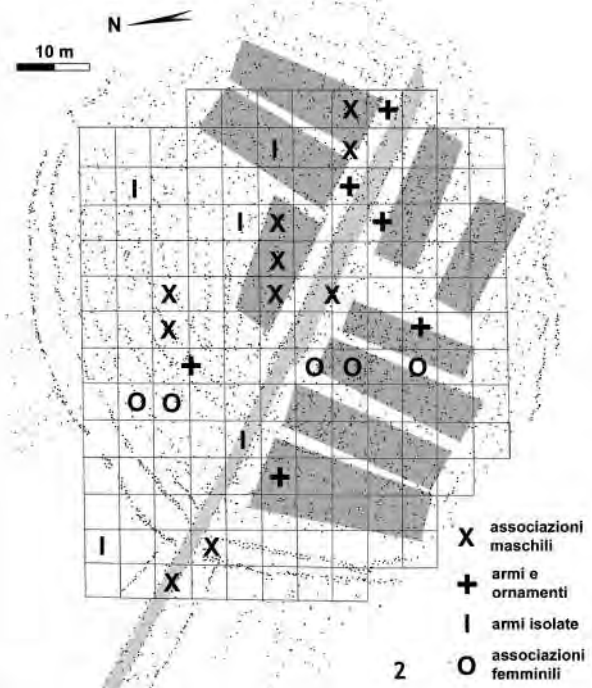 N
10 m
X +
I X
I +
I X +
X
X X X
X +
+ O O O
O O
I
+
I X
X
X associazioni
maschili
+ armi e
ornamenti
I armi isolate
O associazioni
femminili
2